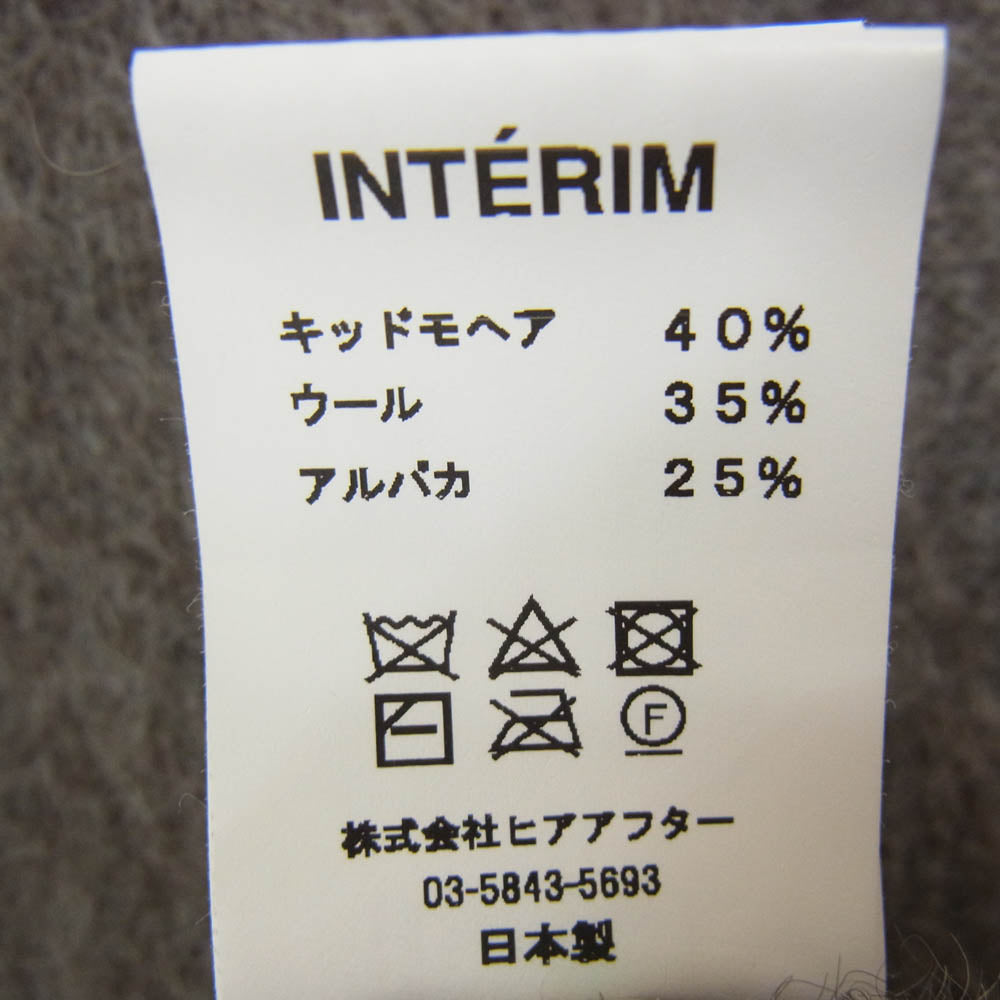 INTÉRIM
キッドモヘア ４０％
ウール ３５％
アルパカ ２５％
F
株式会社ヒアアフター
03-5843-5693
日本製